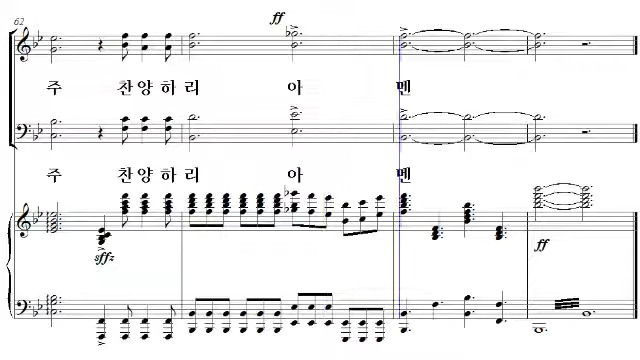 62
ff
주 찬양하리 아 멘
주 찬양하리 아 멘
sffz
ff